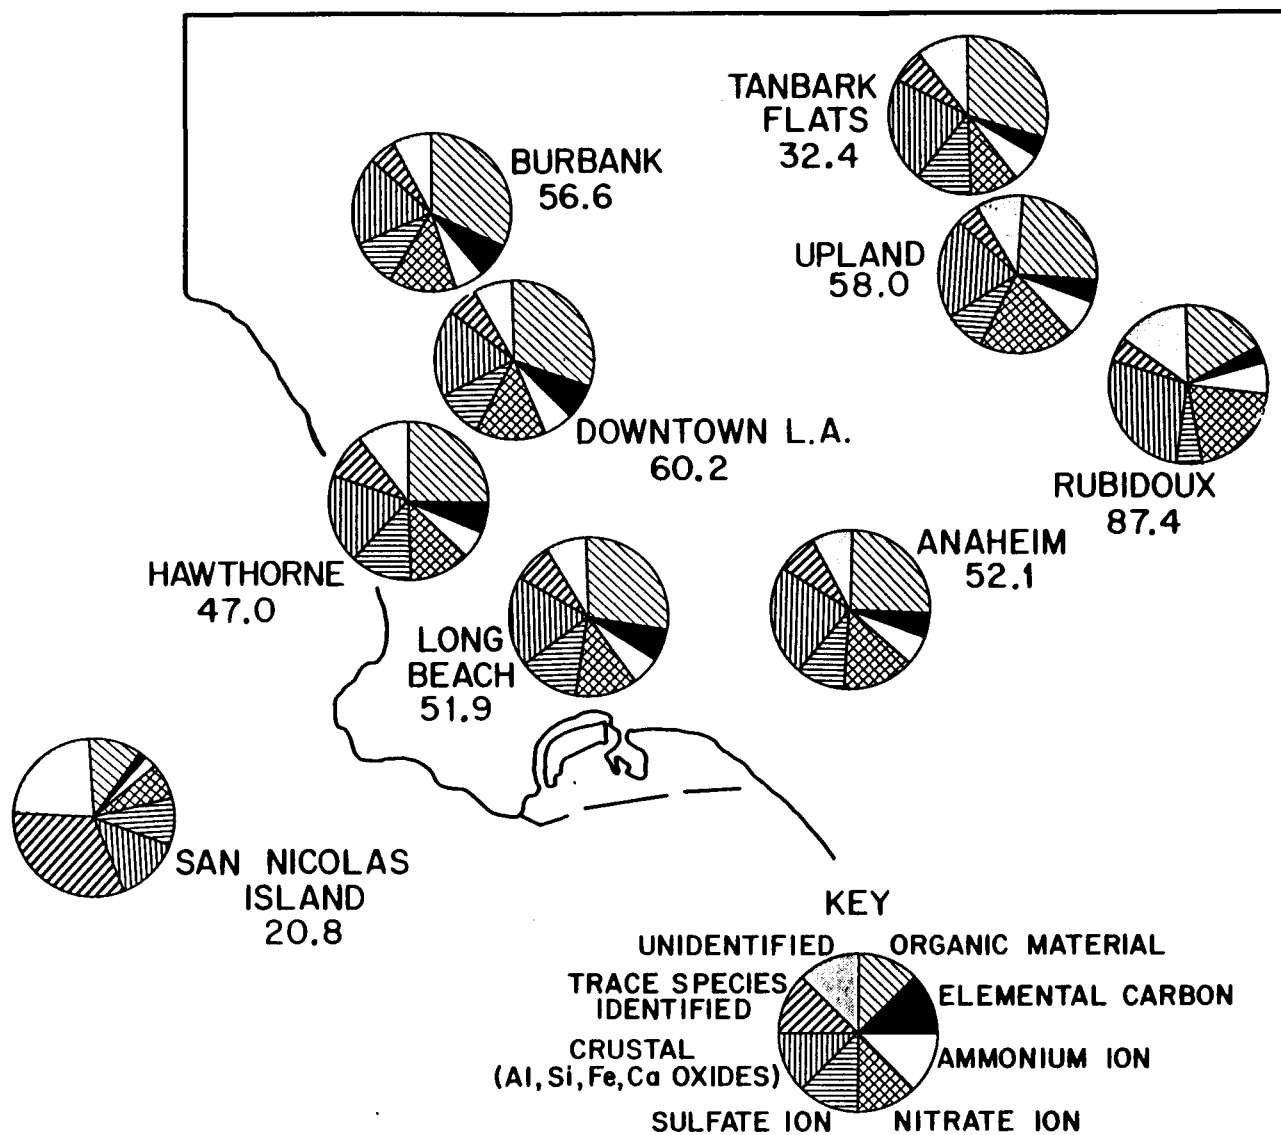 TANBARK
FLATS
32.4
BURBANK
56.6
UPLAND
58.0
DOWNTOWN L.A.
60.2
RUBIDOUX
87.4
HAWTHORNE
47.0
ANAHEIM
52.1
LONG
BEACH
51.9
SAN NICOLAS
ISLAND
20.8
KEY
UNIDENTIFIED
ORGANIC MATERIAL
TRACE SPECIES
IDENTIFIED
ELEMENTAL CARBON
CRUSTAL
(Al,Si,Fe,Ca OXIDES)
AMMONIUM ION
SULFATE ION
NITRATE ION